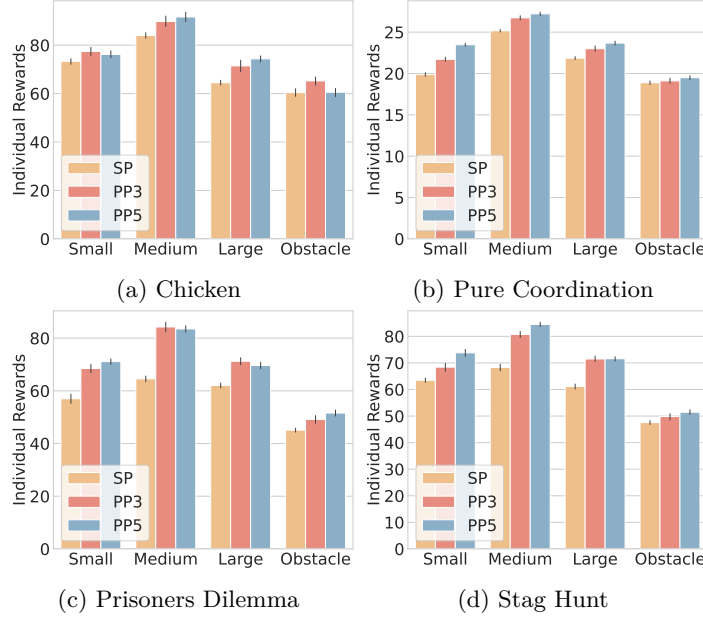 Individual Rewards
80
60
40
20
0
SP
PP3
PP5
Small Medium Large Obstacle
(a) Chicken
Individual Rewards
25
20
15
10
5
0
SP
PP3
PP5
Small Medium Large Obstacle
(b) Pure Coordination
Individual Rewards
80
60
40
20
0
SP
PP3
PP5
Small Medium Large Obstacle
(c) Prisoners Dilemma
Individual Rewards
80
70
60
50
40
30
20
10
0
SP
PP3
PP5
Small Medium Large Obstacle
(d) Stag Hunt